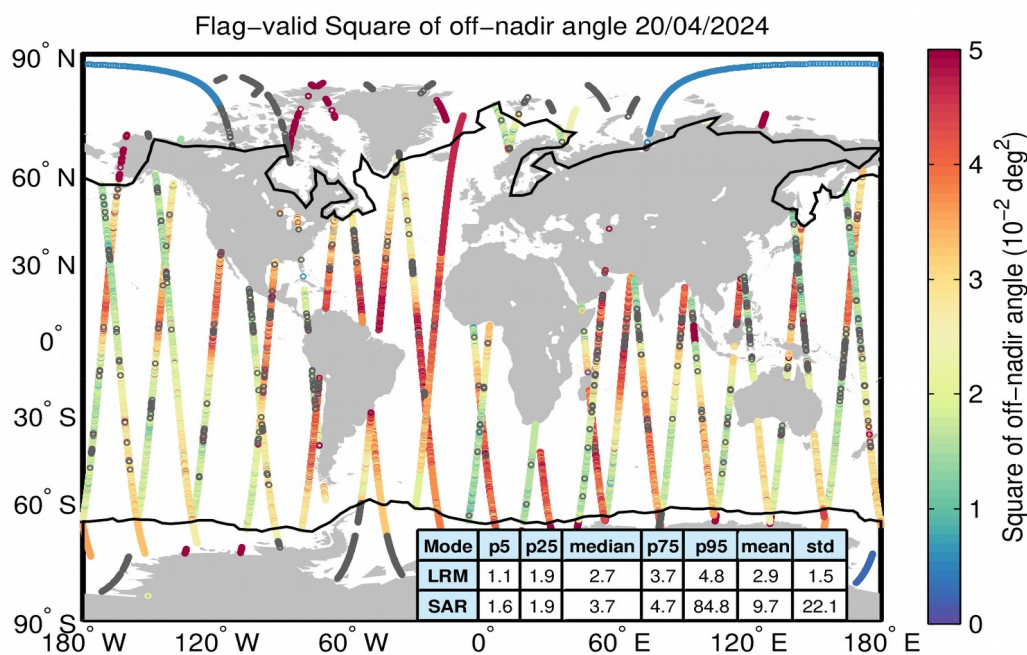 Flag-valid Square of off-nadir angle 20/04/2024
90° N
60° N
30° N
0°
30° S
60° S
90° S
180° W
120° W
60° W
0°
60° E
120° E
180° E
Mode p5 p25 median p75 p95 mean std
LRM 1.1 1.9 2.7 3.7 4.8 2.9 1.5
SAR 1.6 1.9 3.7 4.7 84.8 9.7 22.1
5
4
3
2
1
0
Square of off-nadir angle (10⁻² deg²)